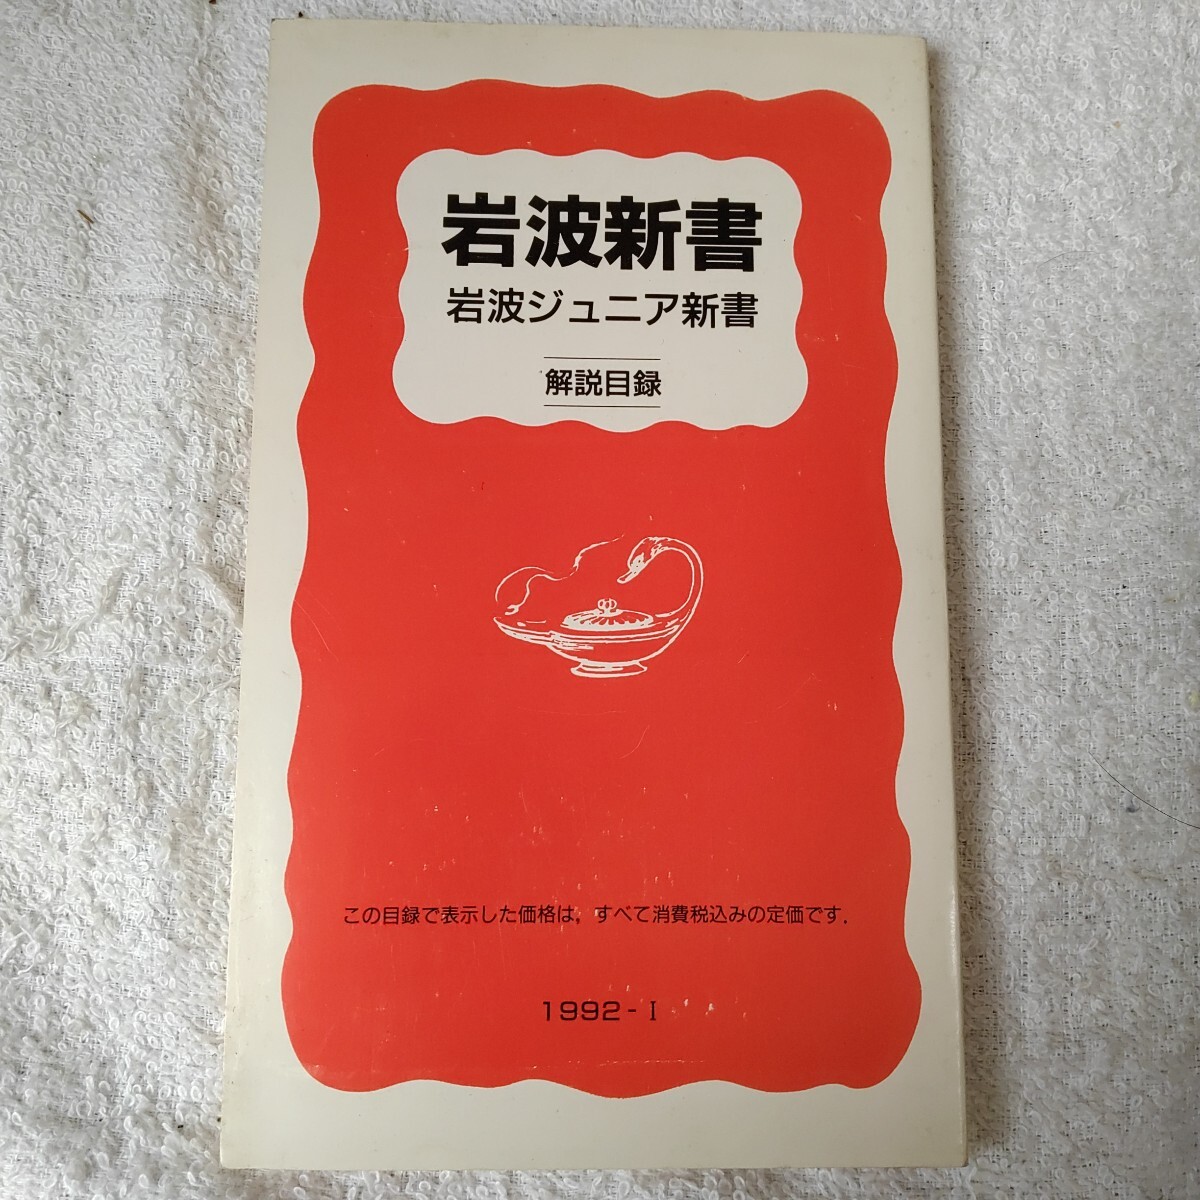 岩波新書
岩波ジュニア新書
解説目録
この目録で表示した価格は，すべて消費税込みの定価です．
1992-I